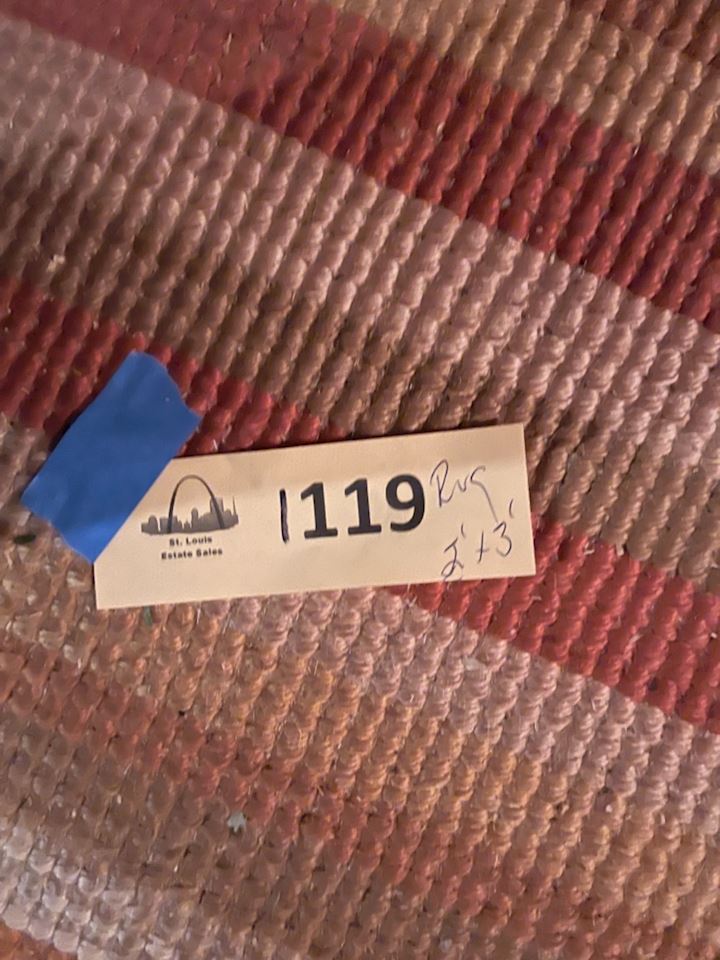 St. Louis
Estate Sales
1119
Rug
2' x 3'